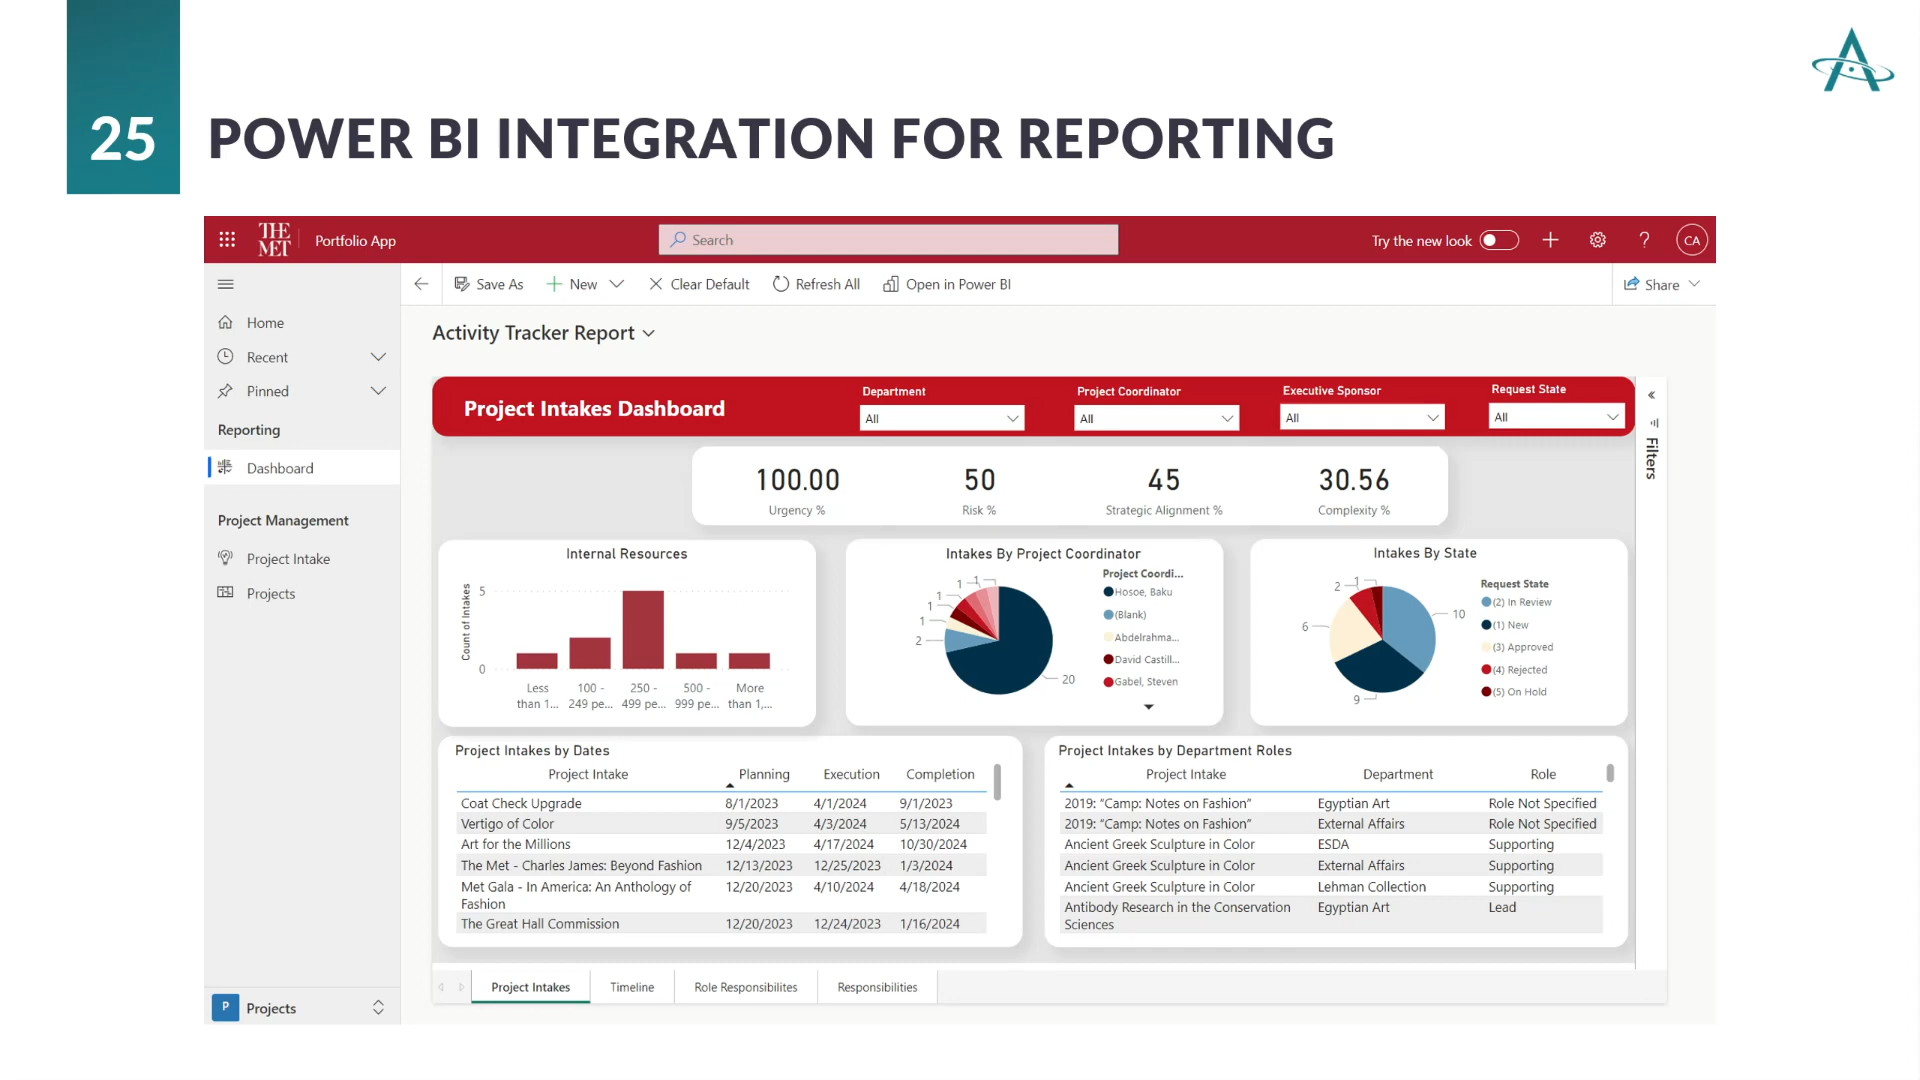 25
POWER BI INTEGRATION FOR REPORTING
THE MET
Portfolio App
Search
Try the new look
CA
Save As
New
Clear Default
Refresh All
Open in Power BI
Share
Home
Recent
Pinned
Reporting
Dashboard
Project Management
Project Intake
Projects
P Projects
Activity Tracker Report
Project Intakes Dashboard
Department
All
Project Coordinator
All
Executive Sponsor
All
Request State
All
Filters
100.00
Urgency %
50
Risk %
45
Strategic Alignment %
30.56
Complexity %
Internal Resources
Count of Intakes
5
0
Less than 1...
100 - 249 pe...
250 - 499 pe...
500 - 999 pe...
More than 1,...
Intakes By Project Coordinator
1
1
1
1
1
2
20
Project Coordi...
Hosoe, Baku
(Blank)
Abdelrahma...
David Castill...
Gabel, Steven
Intakes By State
2
1
10
6
9
Request State
(2) In Review
(1) New
(3) Approved
(4) Rejected
(5) On Hold
Project Intakes by Dates
Project Intake Planning Execution Completion
Coat Check Upgrade 8/1/2023 4/1/2024 9/1/2023
Vertigo of Color 9/5/2023 4/3/2024 5/13/2024
Art for the Millions 12/4/2023 4/17/2024 10/30/2024
The Met - Charles James: Beyond Fashion 12/13/2023 12/25/2023 1/3/2024
Met Gala - In America: An Anthology of 12/20/2023 4/10/2024 4/18/2024
Fashion
The Great Hall Commission 12/20/2023 12/24/2023 1/16/2024
Project Intakes by Department Roles
Project Intake Department Role
2019: “Camp: Notes on Fashion” Egyptian Art Role Not Specified
2019: “Camp: Notes on Fashion” External Affairs Role Not Specified
Ancient Greek Sculpture in Color ESDA Supporting
Ancient Greek Sculpture in Color External Affairs Supporting
Ancient Greek Sculpture in Color Lehman Collection Supporting
Antibody Research in the Conservation Egyptian Art Lead
Sciences
Project Intakes
Timeline
Role Responsibilites
Responsibilities